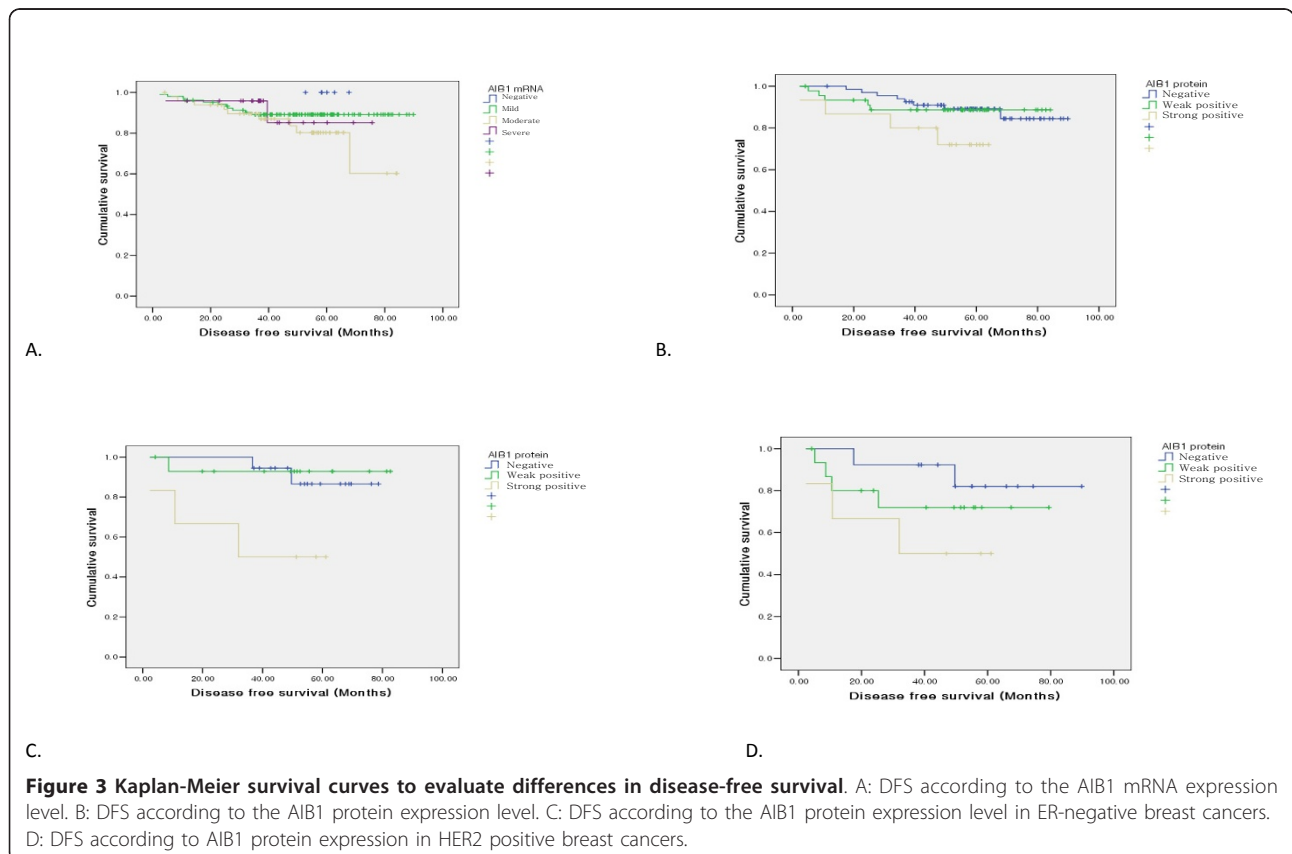 AIB1 mRNA
Negative
Mild
Moderate
Severe
1.0
0.8
0.6
0.4
0.2
0.0
Cumulative survival
0.00 20.00 40.00 60.00 80.00 100.00
Disease free survival (Months)
A.
AIB1 protein
Negative
Weak positive
Strong positive
1.0
0.8
0.6
0.4
0.2
0.0
Cumulative survival
0.00 20.00 40.00 60.00 80.00 100.00
Disease free survival (Months)
B.
AIB1 protein
Negative
Weak positive
Strong positive
1.0
0.8
0.6
0.4
0.2
0.0
Cumulative survival
0.00 20.00 40.00 60.00 80.00 100.00
Disease free survival (Months)
C.
AIB1 protein
Negative
Weak positive
Strong positive
1.0
0.8
0.6
0.4
0.2
0.0
Cumulative survival
0.00 20.00 40.00 60.00 80.00 100.00
Disease free survival (Months)
D.
Figure 3 Kaplan-Meier survival curves to evaluate differences in disease-free survival. A: DFS according to the AIB1 mRNA expression
level. B: DFS according to the AIB1 protein expression level. C: DFS according to the AIB1 protein expression level in ER-negative breast cancers.
D: DFS according to AIB1 protein expression in HER2 positive breast cancers.